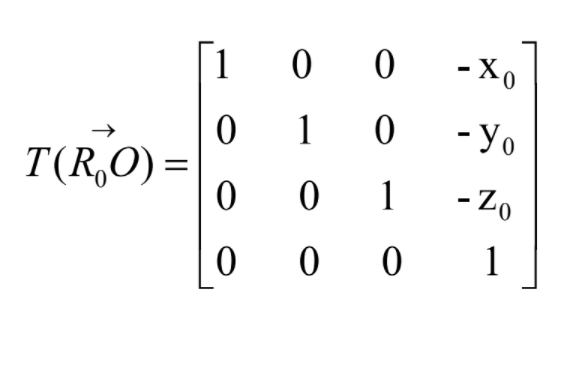 1 0 0 -x₀
0 1 0 -y₀
T(R₀O⃗) =
0 0 1 -z₀
0 0 0 1